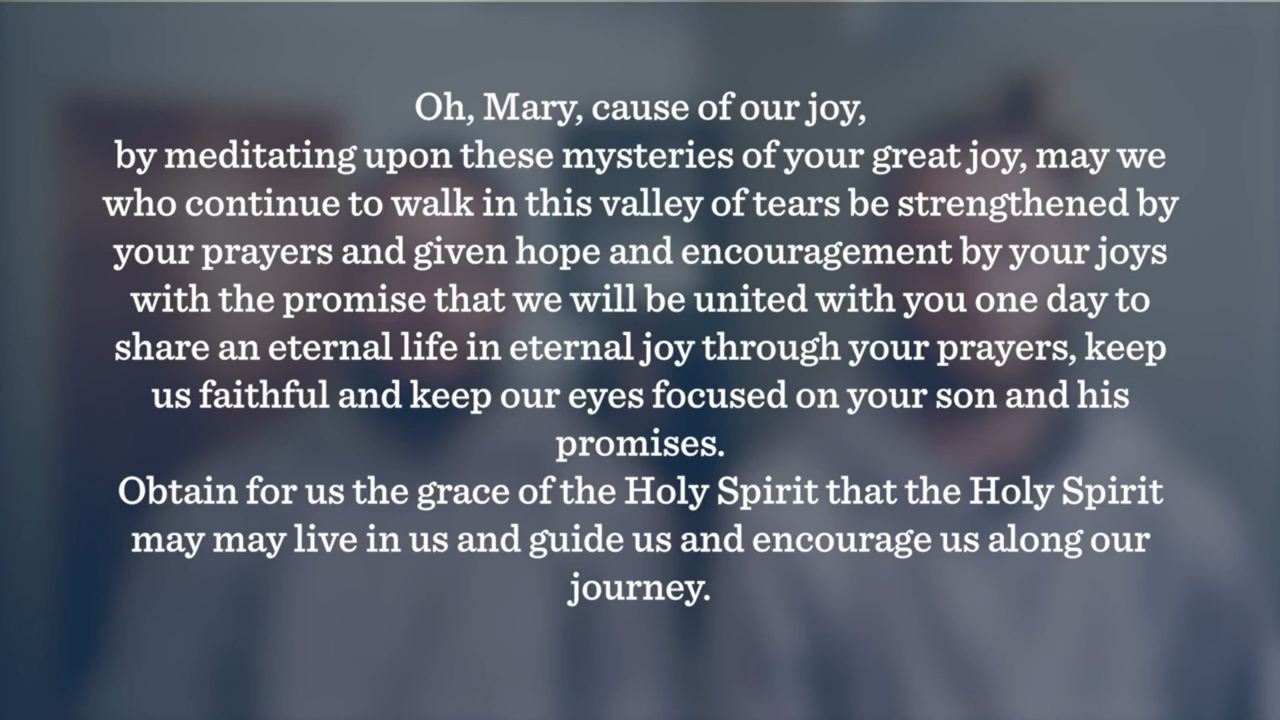 Oh, Mary, cause of our joy,
by meditating upon these mysteries of your great joy, may we
who continue to walk in this valley of tears be strengthened by
your prayers and given hope and encouragement by your joys
with the promise that we will be united with you one day to
share an eternal life in eternal joy through your prayers, keep
us faithful and keep our eyes focused on your son and his
promises.
Obtain for us the grace of the Holy Spirit that the Holy Spirit
may may live in us and guide us and encourage us along our
journey.